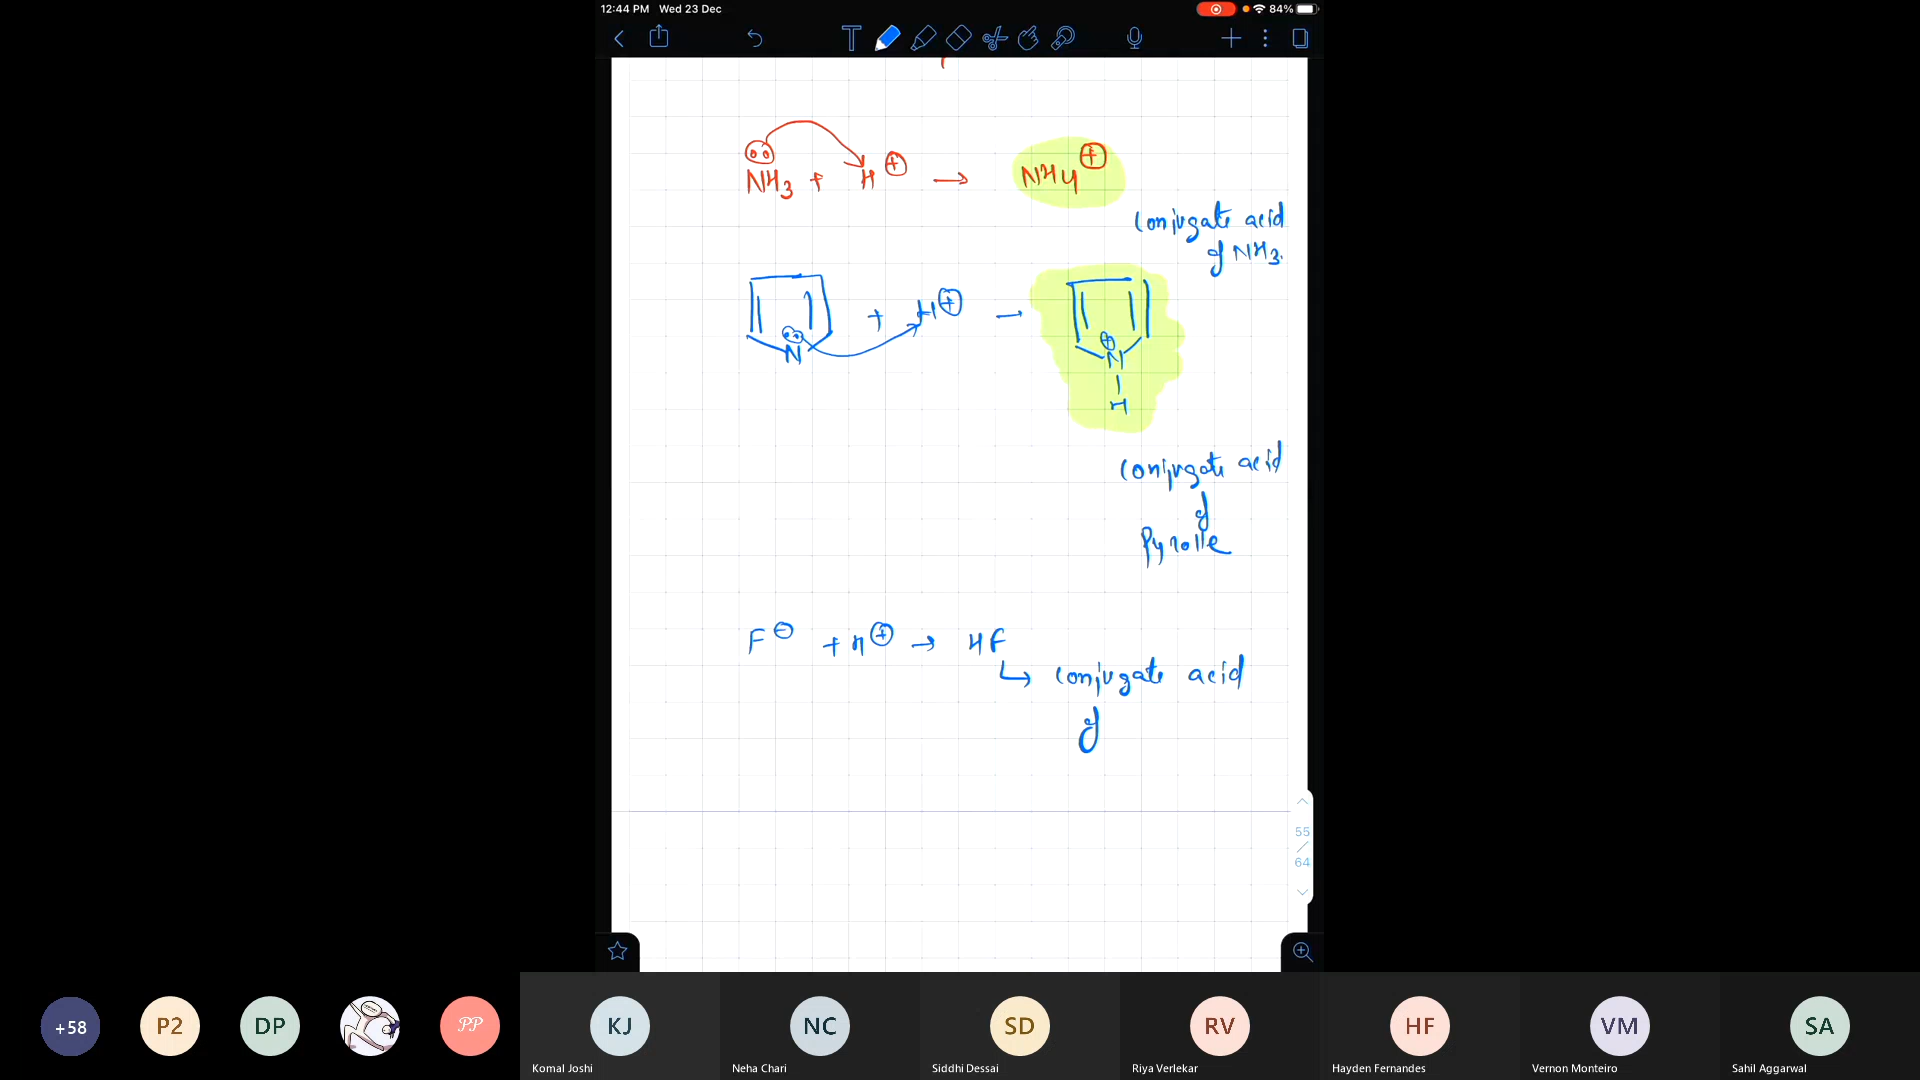 12:44 PM Wed 23 Dec
84%
T
NH3 + H⊕ → NH4⊕
conjugate acid
of NH3.
N + H⊕ → ⊕
N
H
conjugate acid
of
Pyrolle
F⊖ + H⊕ → HF
↳ conjugate acid
of
55
64
+58
P2
DP
PP
KJ
NC
SD
RV
HF
VM
SA
Komal Joshi
Neha Chari
Siddhi Dessai
Riya Verlekar
Hayden Fernandes
Vernon Monteiro
Sahil Aggarwal